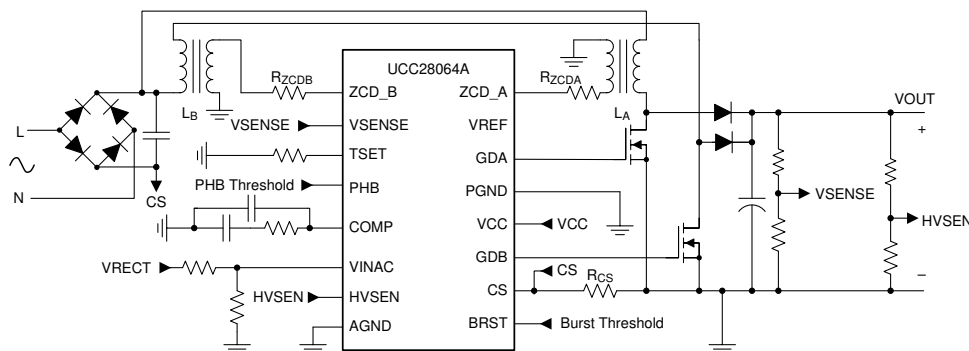 UCC28064A
R_ZCDB
R_ZCDA
ZCD_B
ZCD_A
L_B
L_A
VOUT
L
VSENSE
VSENSE
VREF
+
TSET
GDA
N
CS
PHB Threshold
PHB
PGND
VSENSE
COMP
VCC
VCC
HVSEN
VRECT
VINAC
GDB
CS
R_CS
–
HVSEN
HVSEN
CS
AGND
BRST
Burst Threshold